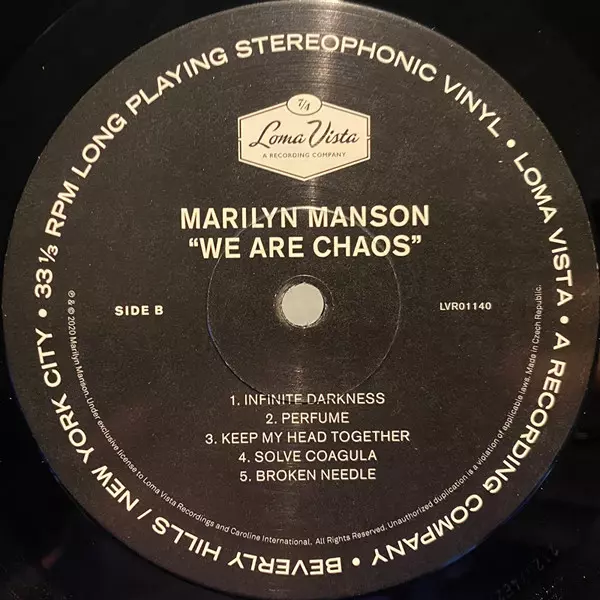 33 1/3 RPM LONG PLAYING STEREOPHONIC VINYL • LOMA VISTA • A RECORDING COMPANY • BEVERLY HILLS / NEW YORK CITY •
7/4
Loma Vista
A RECORDING COMPANY
MARILYN MANSON
“WE ARE CHAOS”
SIDE B
LVR01140
1. INFINITE DARKNESS
2. PERFUME
3. KEEP MY HEAD TOGETHER
4. SOLVE COAGULA
5. BROKEN NEEDLE
℗ & © 2020 Marilyn Manson. Under exclusive license to Loma Vista Recordings and Caroline International. All Rights Reserved. Unauthorized duplication is a violation of applicable laws. Made in Czech Republic.